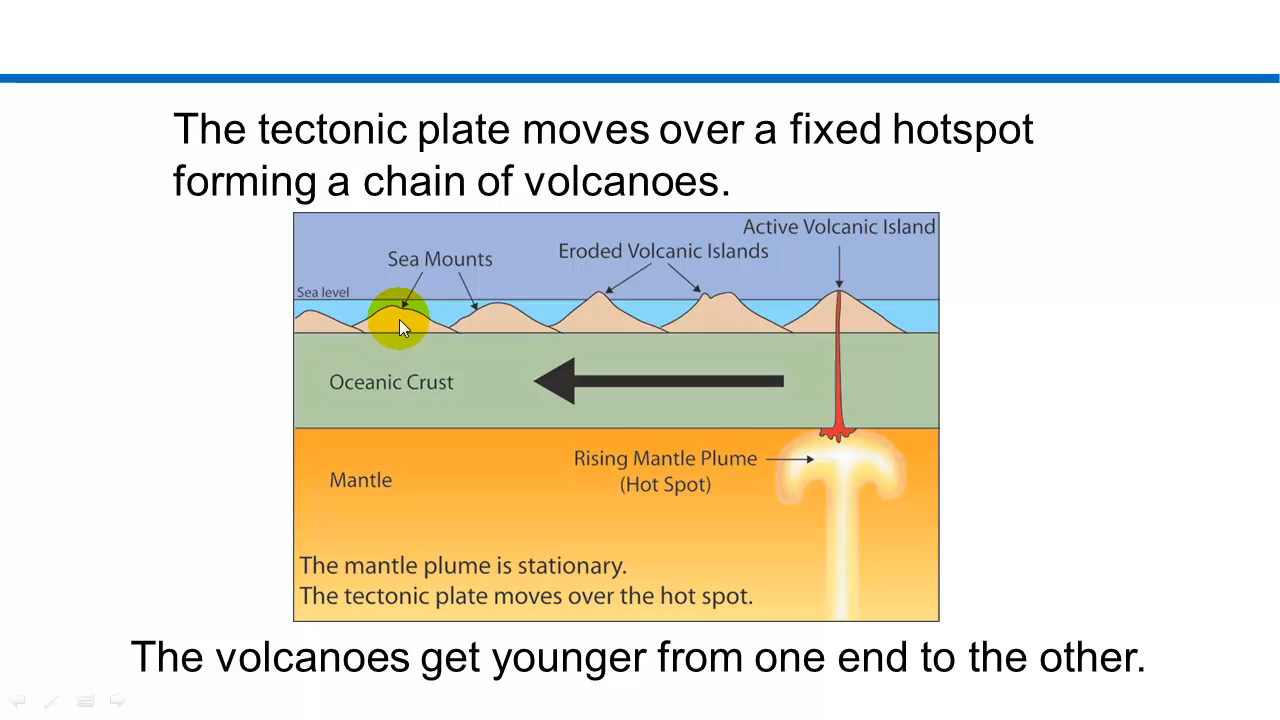 The tectonic plate moves over a fixed hotspot
forming a chain of volcanoes.
Active Volcanic Island
Eroded Volcanic Islands
Sea Mounts
Sea level
Oceanic Crust
Rising Mantle Plume
(Hot Spot)
Mantle
The mantle plume is stationary.
The tectonic plate moves over the hot spot.
The volcanoes get younger from one end to the other.